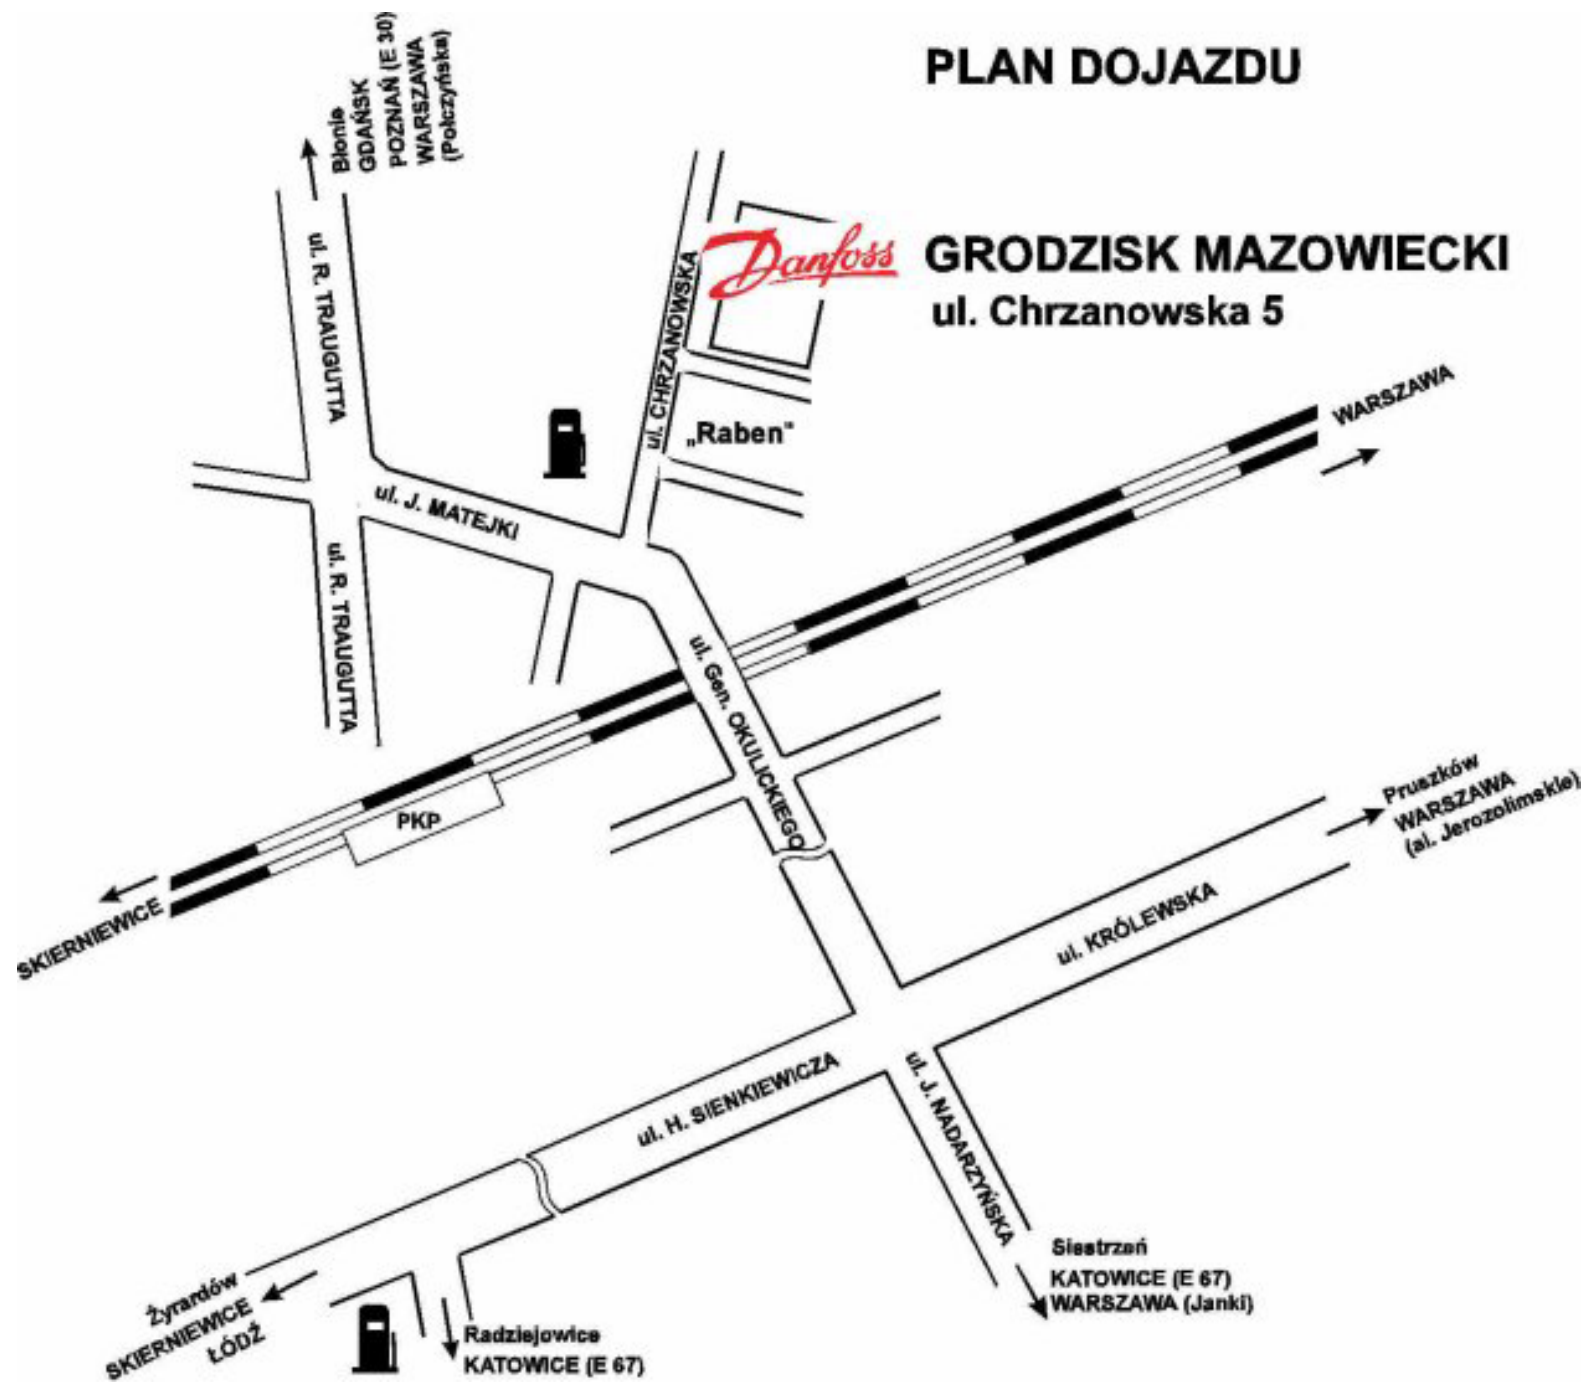 PLAN DOJAZDU
Błonie
GDAŃSK
POZNAŃ (E 30)
WARSZAWA
(Połczyńska)
Danfoss
GRODZISK MAZOWIECKI
ul. Chrzanowska 5
ul. R. TRAUGUTTA
ul. CHRZANOWSKA
„Raben"
WARSZAWA
ul. J. MATEJKI
ul. R. TRAUGUTTA
ul. Gen. OKULICKIEGO
PKP
SKIERNIEWICE
Pruszków
WARSZAWA
(al. Jerozolimskie)
ul. KRÓLEWSKA
ul. H. SIENKIEWICZA
ul. J. NADARZYŃSKA
Siestrzeń
KATOWICE (E 67)
WARSZAWA (Janki)
Żyrardów
SKIERNIEWICE
ŁÓDŹ
Radziejowice
KATOWICE (E 67)